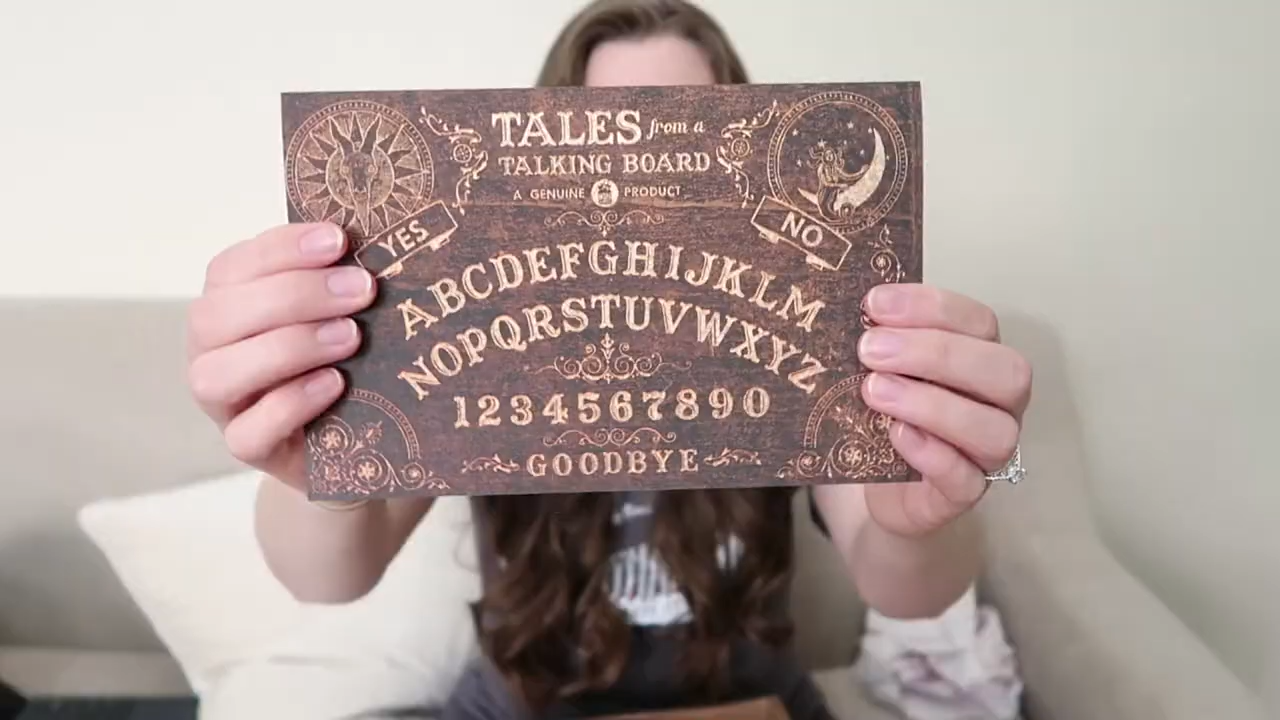 TALES from a
TALKING BOARD
A GENUINE PRODUCT
YES
NO
ABCDEFGHIJKLM
NOPQRSTUVWXYZ
1234567890
GOODBYE